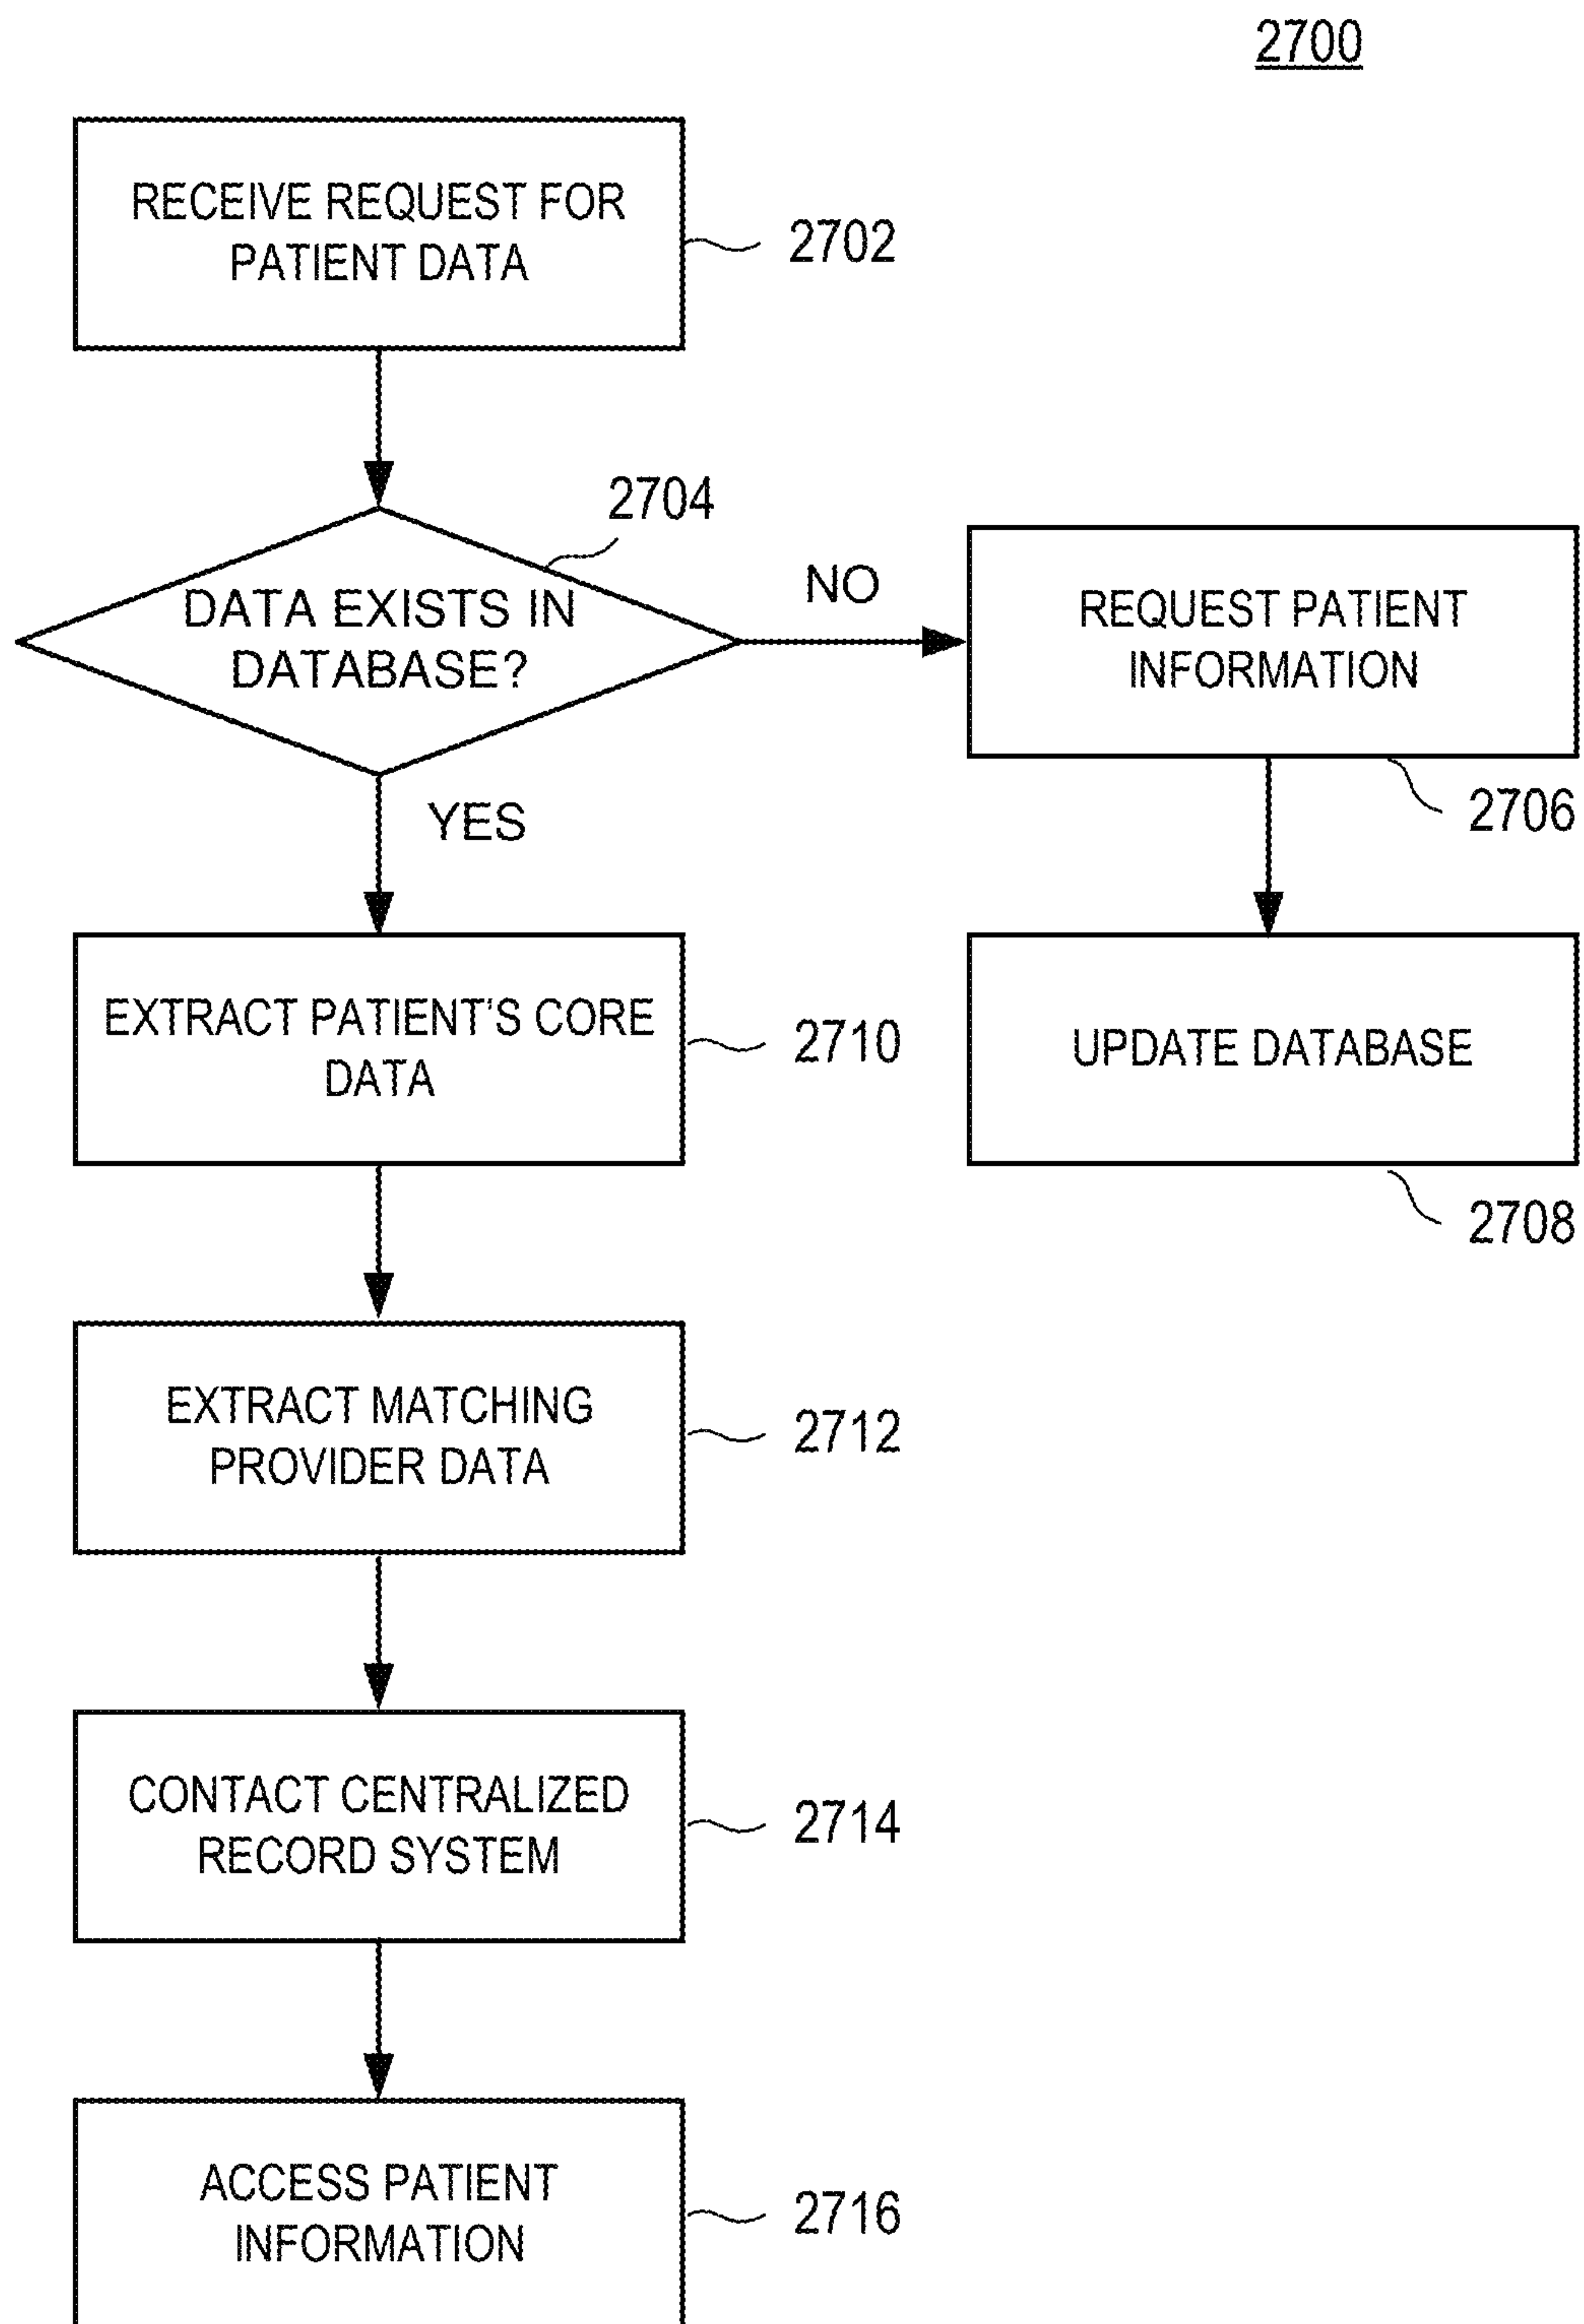 2700
RECEIVE REQUEST FOR
PATIENT DATA
2702
2704
DATA EXISTS IN
DATABASE?
NO
REQUEST PATIENT
INFORMATION
2706
YES
EXTRACT PATIENT'S CORE
DATA
2710
UPDATE DATABASE
2708
EXTRACT MATCHING
PROVIDER DATA
2712
CONTACT CENTRALIZED
RECORD SYSTEM
2714
ACCESS PATIENT
INFORMATION
2716